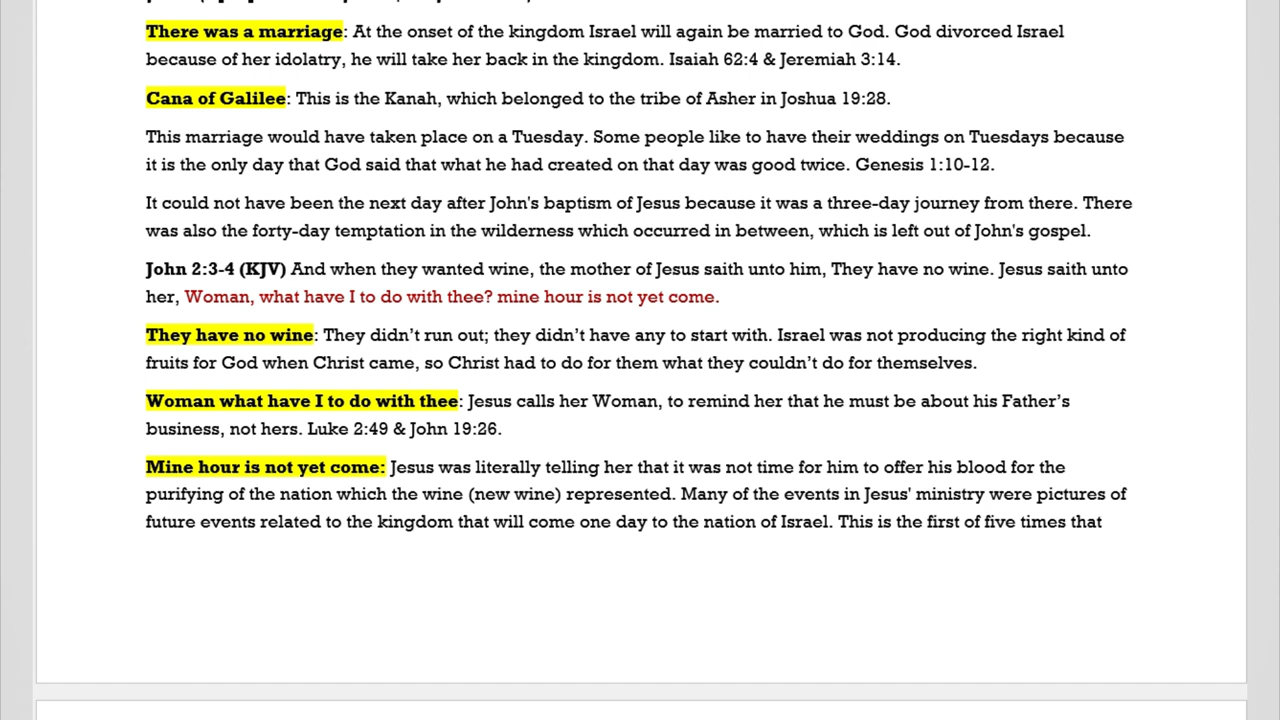 There was a marriage: At the onset of the kingdom Israel will again be married to God. God divorced Israel
because of her idolatry, he will take her back in the kingdom. Isaiah 62:4 & Jeremiah 3:14.
Cana of Galilee: This is the Kanah, which belonged to the tribe of Asher in Joshua 19:28.
This marriage would have taken place on a Tuesday. Some people like to have their weddings on Tuesdays because
it is the only day that God said that what he had created on that day was good twice. Genesis 1:10-12.
It could not have been the next day after John's baptism of Jesus because it was a three-day journey from there. There
was also the forty-day temptation in the wilderness which occurred in between, which is left out of John's gospel.
John 2:3-4 (KJV) And when they wanted wine, the mother of Jesus saith unto him, They have no wine. Jesus saith unto
her, Woman, what have I to do with thee? mine hour is not yet come.
They have no wine: They didn’t run out; they didn’t have any to start with. Israel was not producing the right kind of
fruits for God when Christ came, so Christ had to do for them what they couldn’t do for themselves.
Woman what have I to do with thee: Jesus calls her Woman, to remind her that he must be about his Father’s
business, not hers. Luke 2:49 & John 19:26.
Mine hour is not yet come: Jesus was literally telling her that it was not time for him to offer his blood for the
purifying of the nation which the wine (new wine) represented. Many of the events in Jesus' ministry were pictures of
future events related to the kingdom that will come one day to the nation of Israel. This is the first of five times that